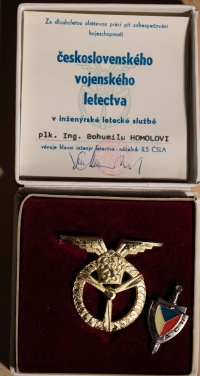 Za dlouholetou obětavou práci při zabezpečování
bojeschopnosti
československého
vojenského
letectva
v inženýrské letecké službě
plk. Ing. Bohumilu HOMOLOVI
věnuje hlavní inženýr letectva - náčelník ILS ČSLA